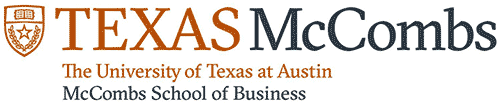 TEXAS McCombs
The University of Texas at Austin
McCombs School of Business